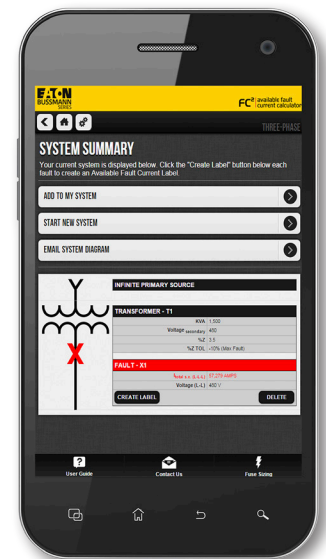 EATON
BUSSMANN
SERIES
FC² available fault
current calculator
THREE-PHASE
SYSTEM SUMMARY
Your current system is displayed below. Click the "Create Label" button below each
fault to create an Available Fault Current Label.
ADD TO MY SYSTEM
START NEW SYSTEM
EMAIL SYSTEM DIAGRAM
INFINITE PRIMARY SOURCE
TRANSFORMER - T1
KVA 1,500
Voltage secondary 480
%Z 3.5
%Z TOL -10% (Max Fault)
FAULT - X1
X
57,279 AMPS
Voltage (L-L) 480 V
CREATE LABEL DELETE
? 
User Guide Contact Us Fuse Sizing